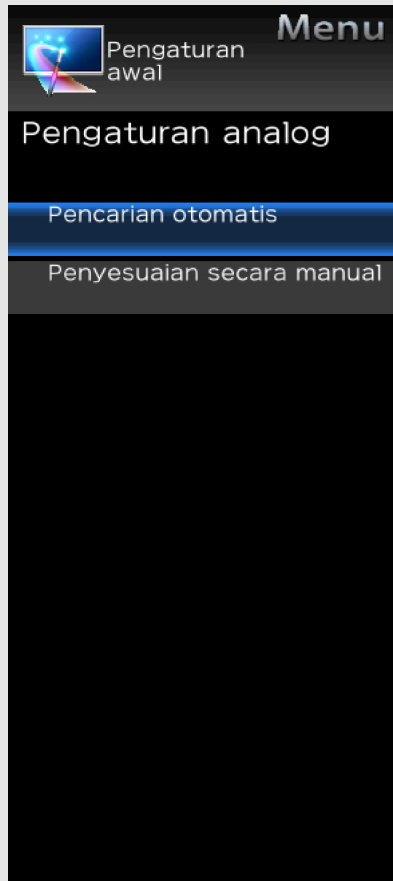 Menu
Pengaturan
awal
Pengaturan analog
Pencarian otomatis
Penyesuaian secara manual